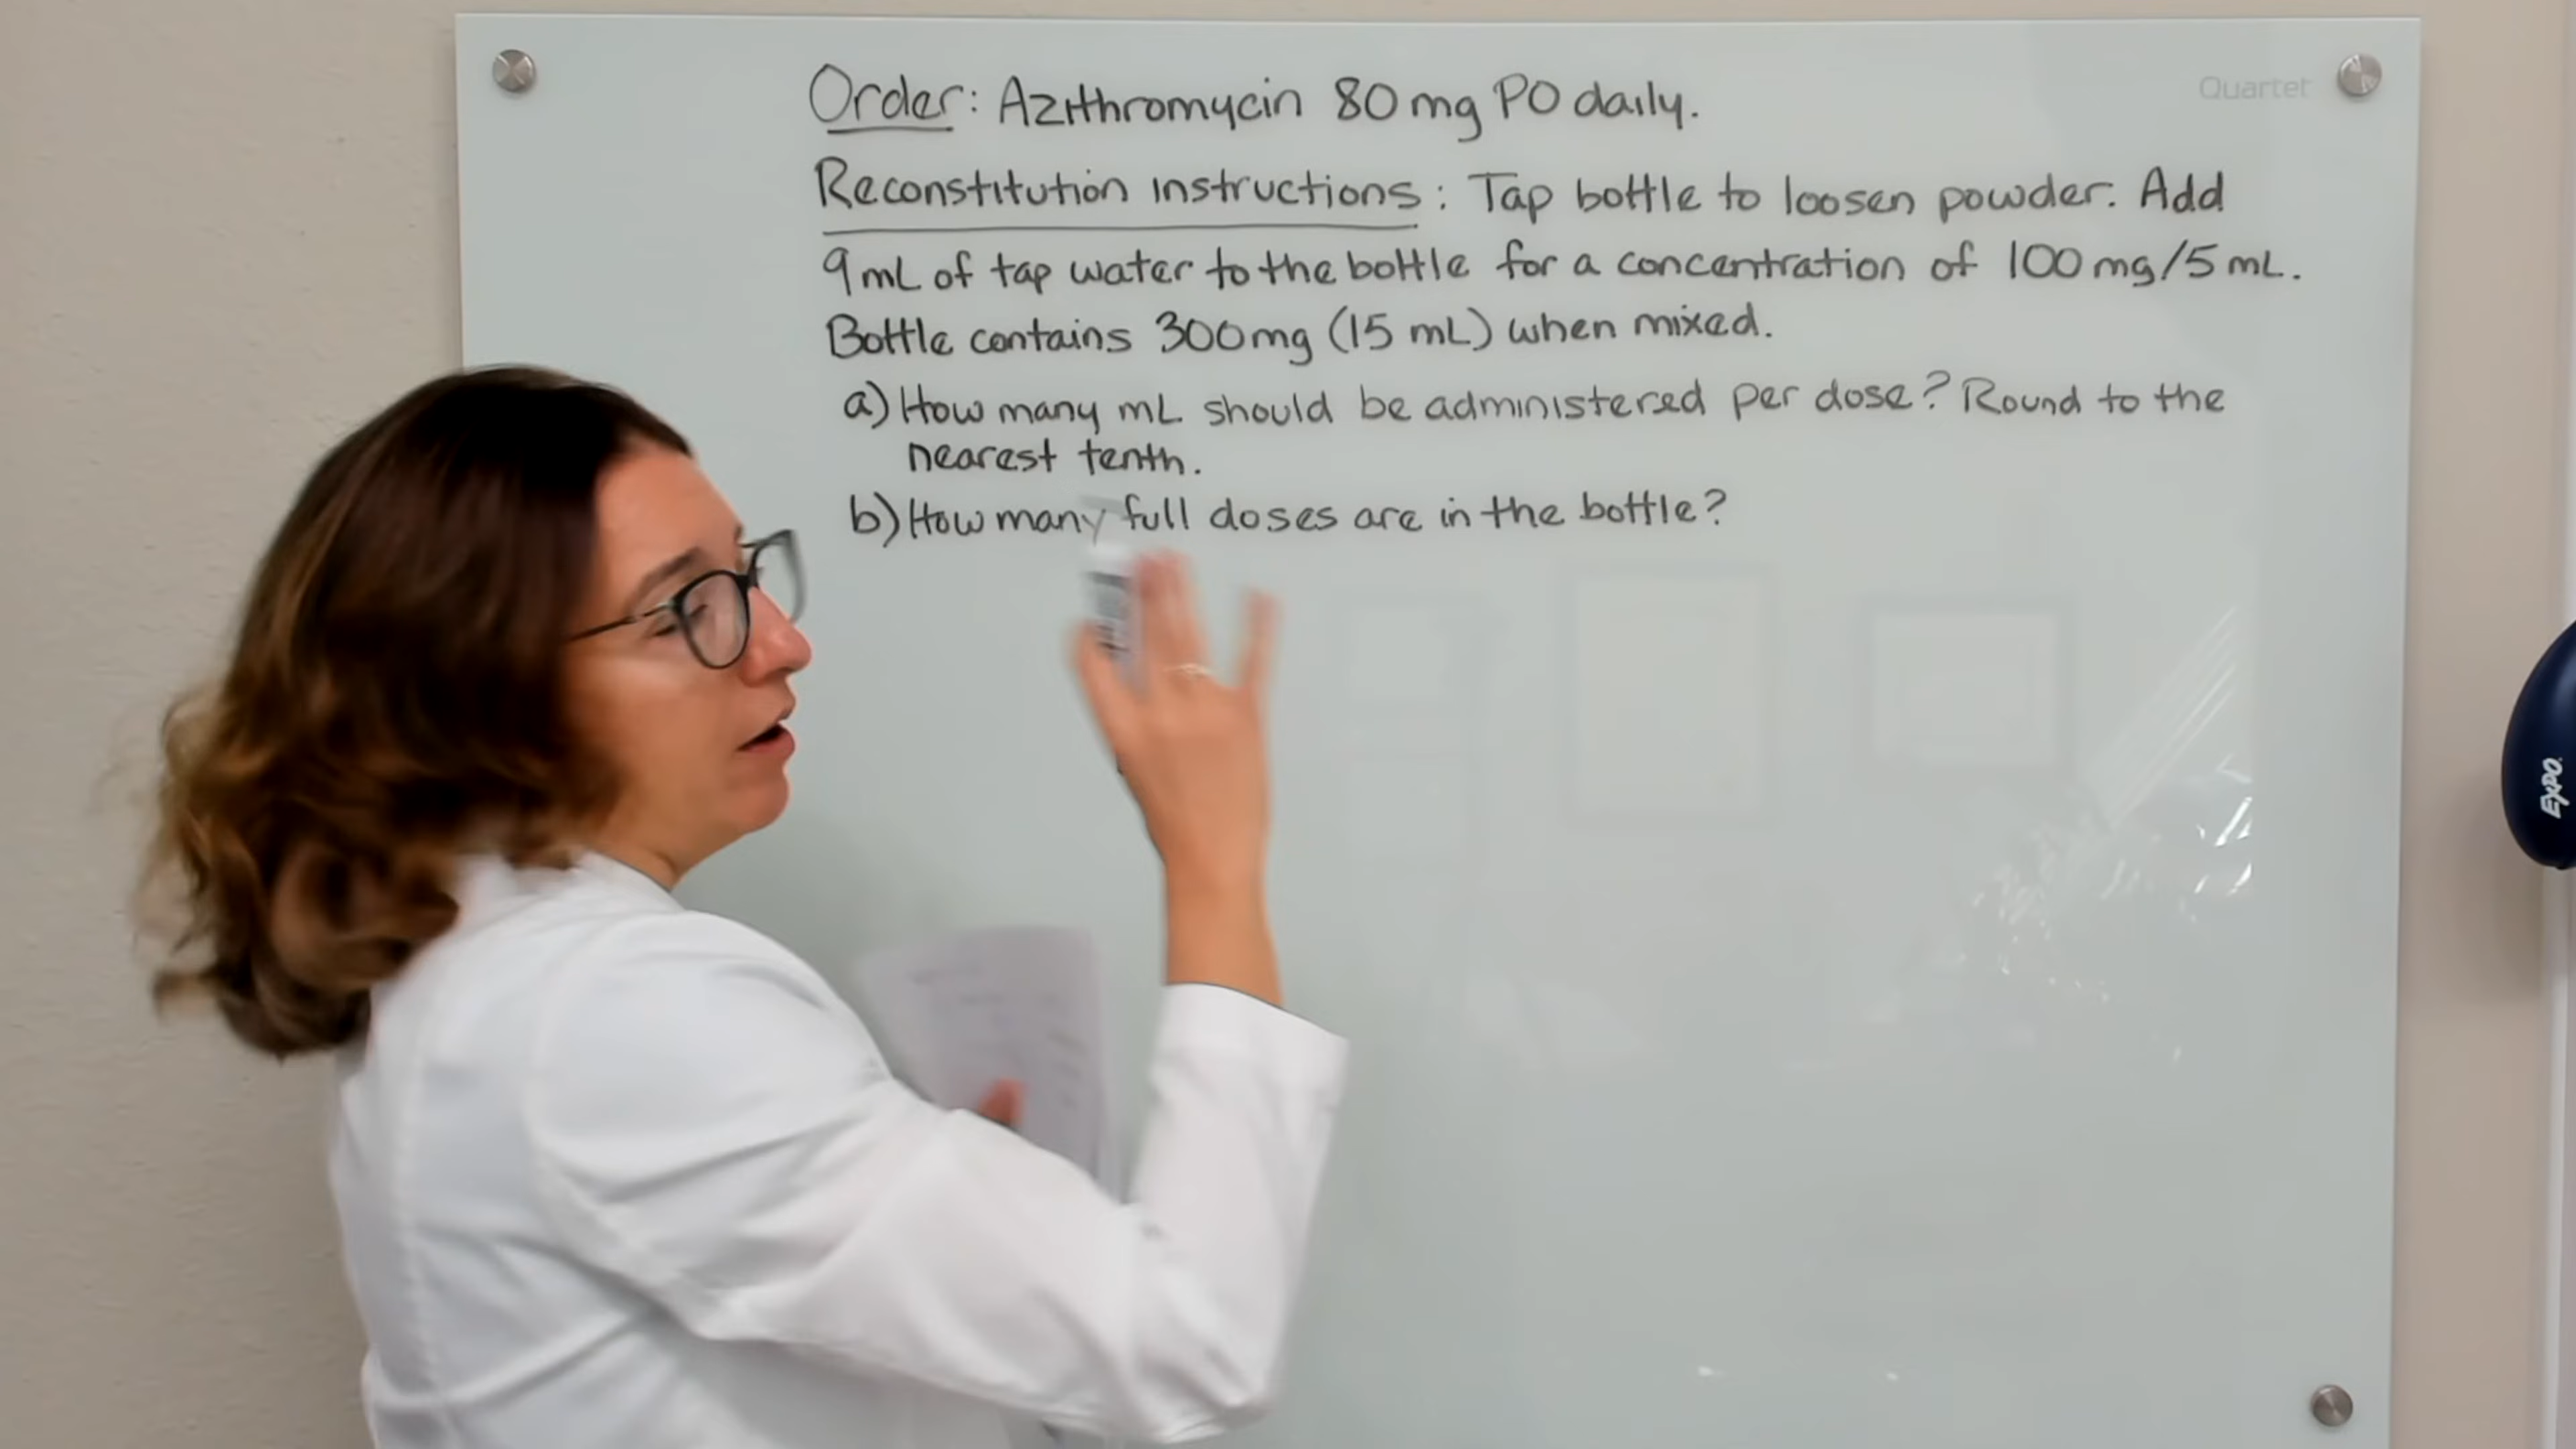 Quartet
Order: Azithromycin 80 mg PO daily.
Reconstitution instructions: Tap bottle to loosen powder. Add
9 mL of tap water to the bottle for a concentration of 100 mg/5 mL.
Bottle contains 300 mg (15 mL) when mixed.
a) How many mL should be administered per dose? Round to the
nearest tenth.
b) How many full doses are in the bottle?
EXPO